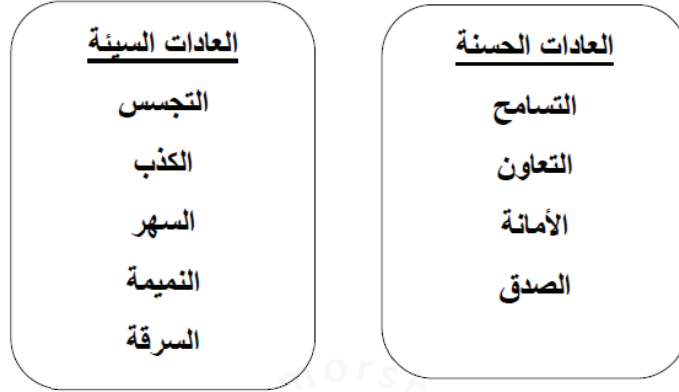 العادات الحسنة
التسامح
التعاون
الأمانة
الصدق
العادات السيئة
التجسس
الكذب
السهر
النميمة
السرقة